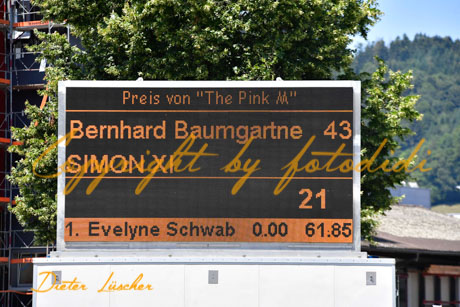 Preis von "The Pink M"
Bernhard Baumgartne 43
SIMON XI
Copyright by fotodidi
21
1. Evelyne Schwab 0.00 61.85
Dieter Lüscher